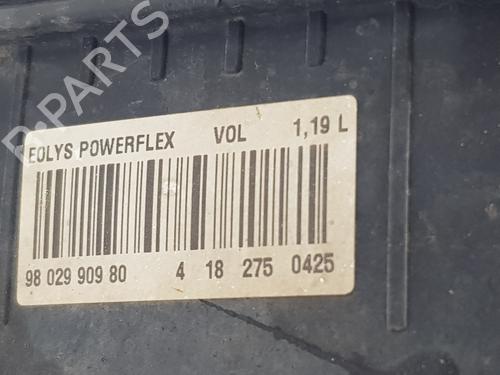 B-PARTS
EOLYS POWERFLEX VOL 1,19 L
98 029 909 80 4 18 275 0425